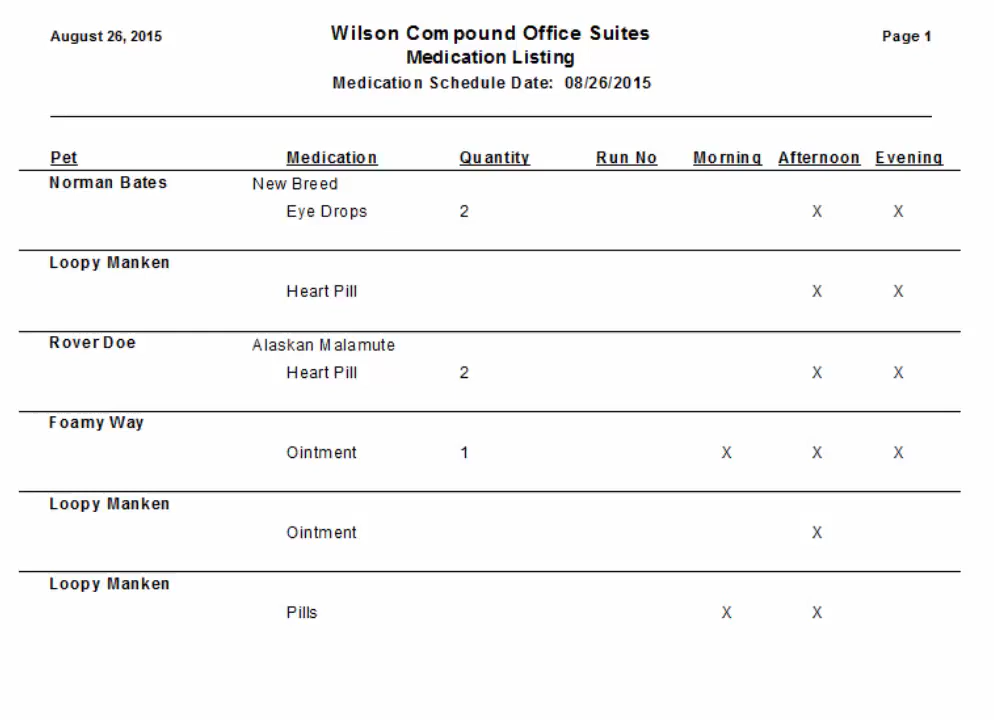 August 26, 2015 Wilson Compound Office Suites Page 1
Medication Listing
Medication Schedule Date: 08/26/2015
Pet Medication Quantity Run No Morning Afternoon Evening
Norman Bates New Breed
Eye Drops 2 X X
Loopy Manken
Heart Pill X X
Rover Doe Alaskan Malamute
Heart Pill 2 X X
Foamy Way
Ointment 1 X X X
Loopy Manken
Ointment X
Loopy Manken
Pills X X